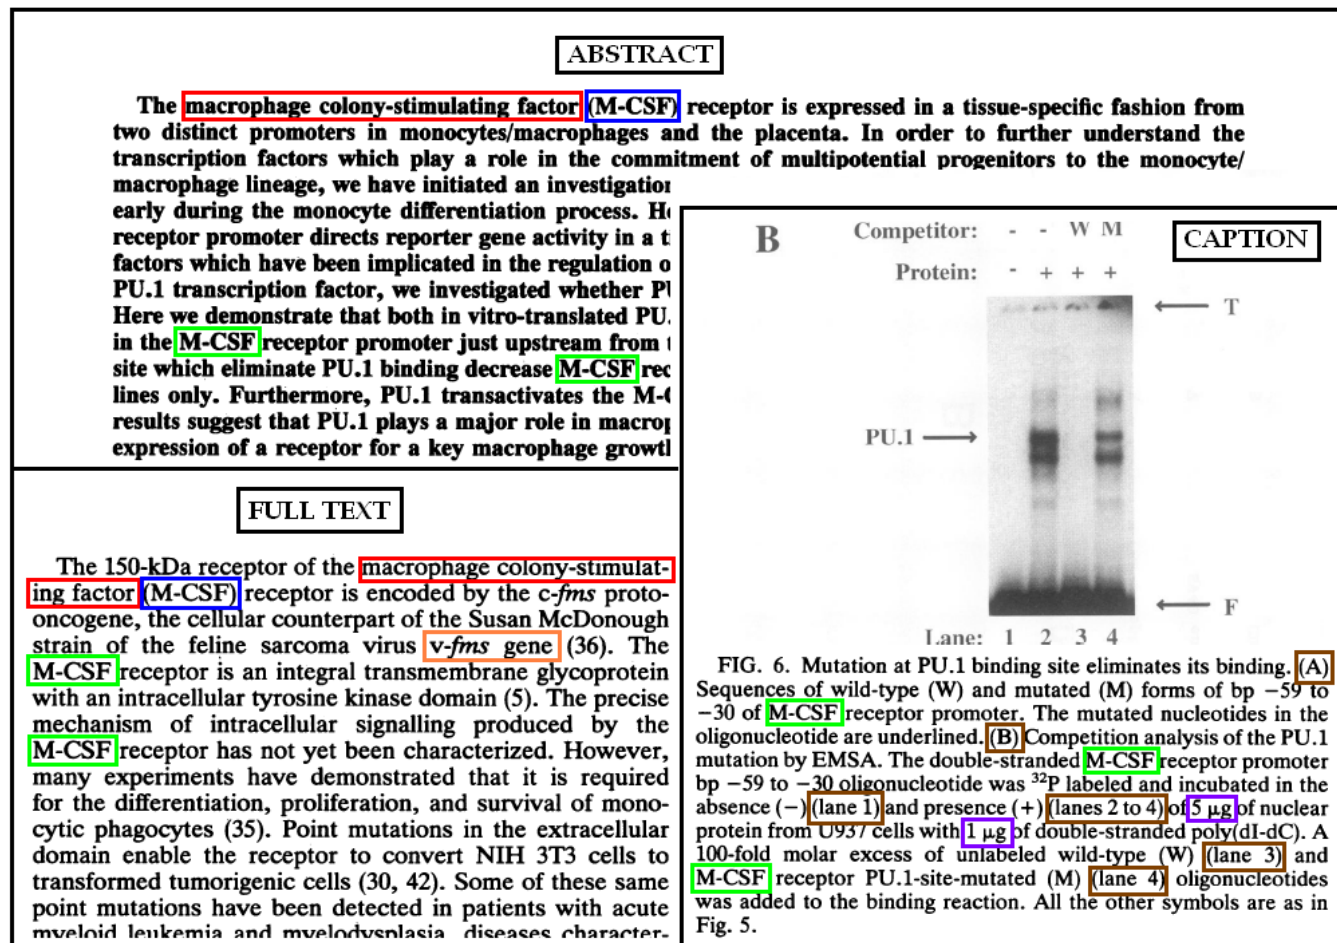 ABSTRACT
The macrophage colony-stimulating factor (M-CSF) receptor is expressed in a tissue-specific fashion from
two distinct promoters in monocytes/macrophages and the placenta. In order to further understand the
transcription factors which play a role in the commitment of multipotential progenitors to the monocyte/
macrophage lineage, we have initiated an investigation
early during the monocyte differentiation process.
receptor promoter directs reporter gene activity in a
factors which have been implicated in the regulation
PU.1 transcription factor, we investigated whether
Here we demonstrate that both in vitro-translated PU.
in the M-CSF receptor promoter just upstream from
site which eliminate PU.1 binding decrease M-CSF rec
lines only. Furthermore, PU.1 transactivates the M-
results suggest that PU.1 plays a major role in macrop
expression of a receptor for a key macrophage growth
FULL TEXT
The 150-kDa receptor of the macrophage colony-stimulat-
ing factor (M-CSF) receptor is encoded by the c-fms proto-
oncogene, the cellular counterpart of the Susan McDonough
strain of the feline sarcoma virus v-fms gene (36). The
M-CSF receptor is an integral transmembrane glycoprotein
with an intracellular tyrosine kinase domain (5). The precise
mechanism of intracellular signalling produced by the
M-CSF receptor has not yet been characterized. However,
many experiments have demonstrated that it is required
for the differentiation, proliferation, and survival of mono-
cytic phagocytes (35). Point mutations in the extracellular
domain enable the receptor to convert NIH 3T3 cells to
transformed tumorigenic cells (30, 42). Some of these same
point mutations have been detected in patients with acute
myeloid leukemia and myelodysplasia, diseases character-
CAPTION
B
Competitor: - - W M
Protein: - + + +
T
PU.1
F
Lane: 1 2 3 4
FIG. 6. Mutation at PU.1 binding site eliminates its binding. (A)
Sequences of wild-type (W) and mutated (M) forms of bp −59 to
−30 of M-CSF receptor promoter. The mutated nucleotides in the
oligonucleotide are underlined. (B) Competition analysis of the PU.1
mutation by EMSA. The double-stranded M-CSF receptor promoter
bp −59 to −30 oligonucleotide was ³²P labeled and incubated in the
absence (−) (lane 1) and presence (+) (lanes 2 to 4) of 5 μg of nuclear
protein from U937 cells with 1 μg of double-stranded poly(dI-dC). A
100-fold molar excess of unlabeled wild-type (W) (lane 3) and
M-CSF receptor PU.1-site-mutated (M) (lane 4) oligonucleotides
was added to the binding reaction. All the other symbols are as in
Fig. 5.